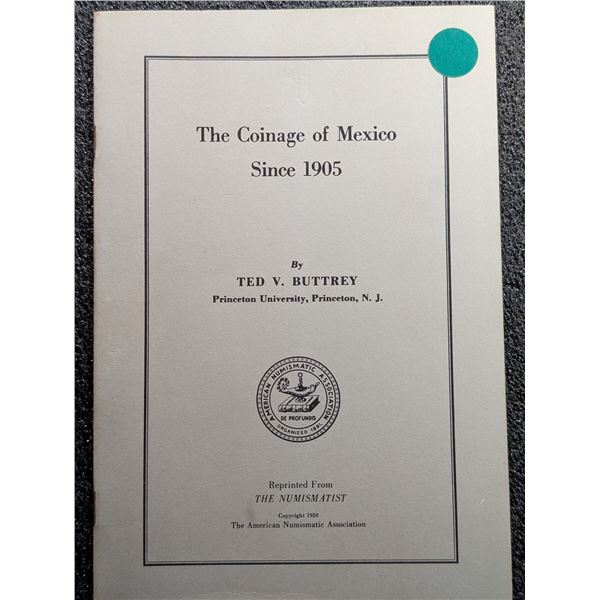 The Coinage of Mexico
Since 1905
By
TED V. BUTTREY
Princeton University, Princeton, N. J.
AMERICAN NUMISMATIC ASSOCIATION
DE PROFUNDIS
ORGANIZED 1891.
Reprinted From
THE NUMISMATIST
Copyright 1950
The American Numismatic Association